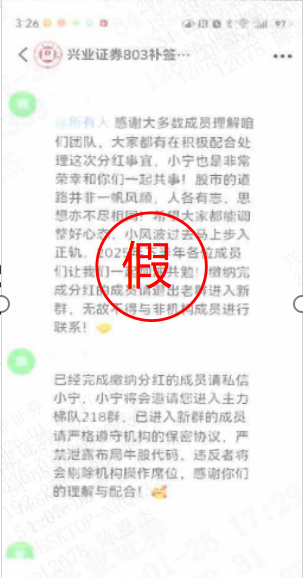 3:26
97
兴业证券803补签…
@所有人 感谢大多数成员理解咱
们团队，大家都有在积极配合处
理这次分红事宜，小宁也是非常
荣幸和你们一起共事！股市的道
路并非一帆风顺，人各有志、思
想亦不尽相同！希望大家都能调
整好心态，小风波过去马上步入
正轨，2025
年各位成员
们让我们一起
共勉！缴纳完
成分红的成员请退出老群进入新
群，无故不得与非机构成员进行
联系！
假
已经完成缴纳分红的成员请私信
小宁，小宁将会邀请您进入主力
梯队218群，已进入新群的成员
请严格遵守机构的保密协议，严
禁泄露布局牛股代码，违反者将
会剔除机构操作席位，感谢你们
的理解与配合！